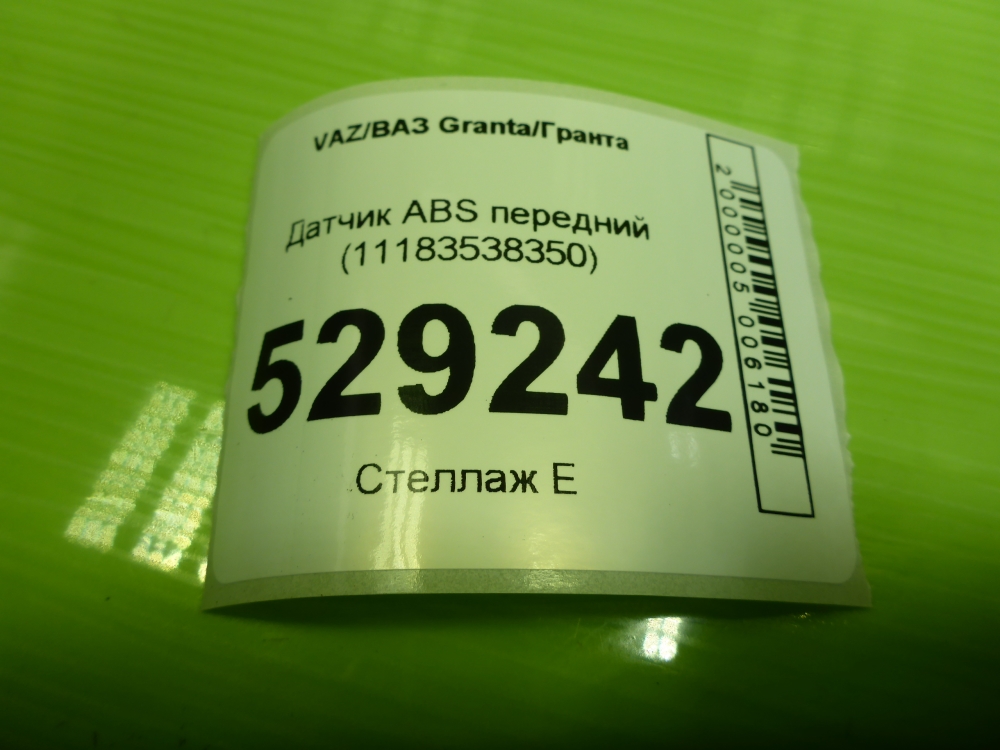 VAZ/ВАЗ Granta/Гранта
Датчик ABS передний
(11183538350)
529242
Стеллаж E
2000005006180